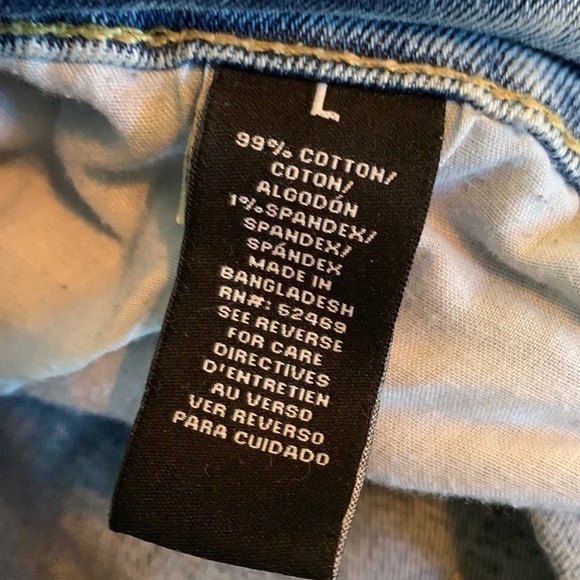 L
99% COTTON/
COTON/
ALGODÓN
1% SPANDEX/
SPANDEX/
SPÁNDEX
MADE IN
BANGLADESH
RN#: 52469
SEE REVERSE
FOR CARE
DIRECTIVES
D'ENTRETIEN
AU VERSO
VER REVERSO
PARA CUIDADO